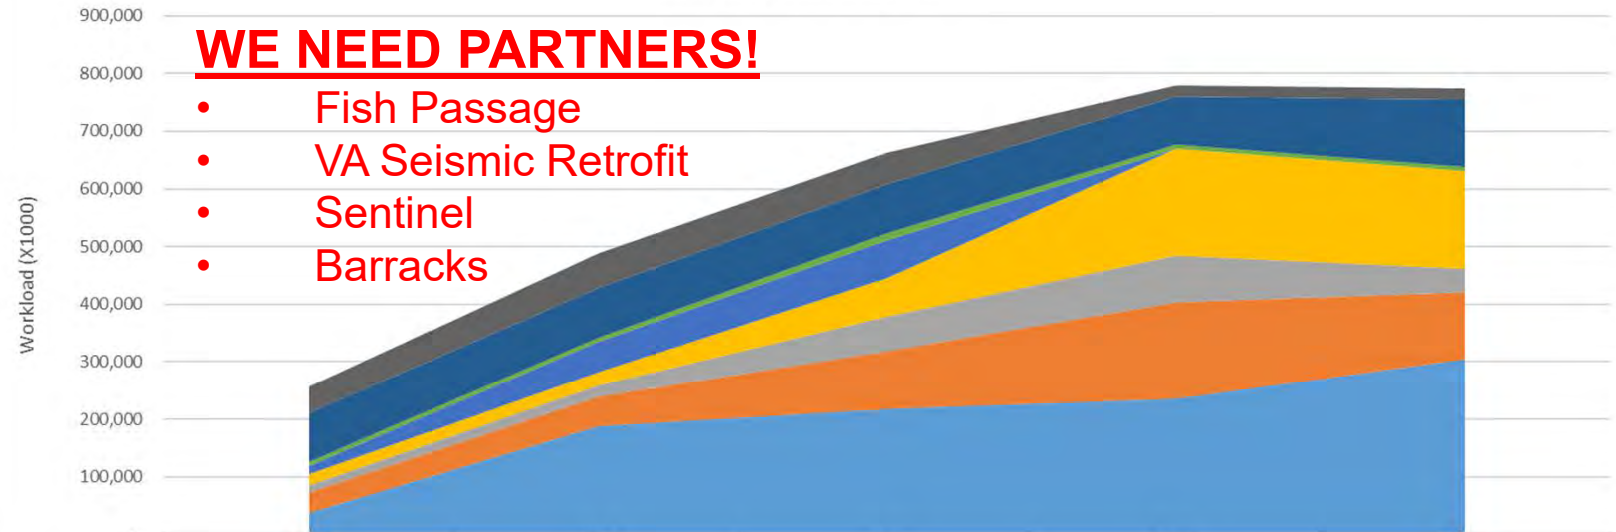 900,000
WE NEED PARTNERS!
800,000
• Fish Passage
700,000
• VA Seismic Retrofit
600,000
• Sentinel
500,000
• Barracks
400,000
300,000
200,000
100,000
Workload (X1000)